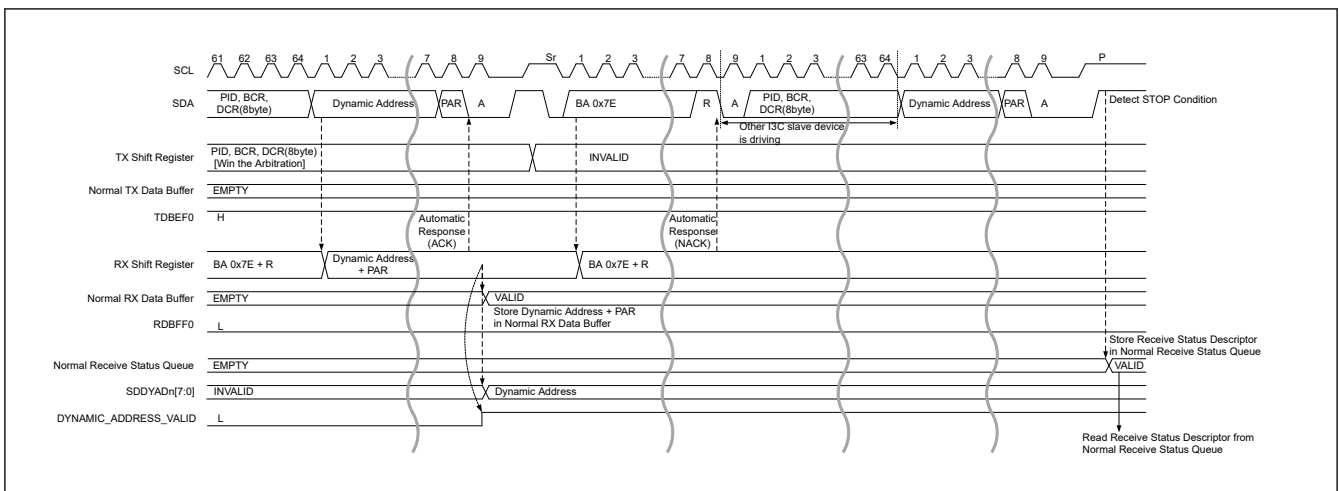 61 62 63 64 1 2 3 7 8 9 Sr 1 2 3 7 8 9 1 2 3 63 64 1 2 3 8 9 P
SCL
SDA
PID, BCR,
DCR(8byte)
Dynamic Address
PAR
A
BA 0x7E
R
A
PID, BCR,
DCR(8byte)
Dynamic Address
PAR
A
Detect STOP Condition
Other I3C slave device
is driving
TX Shift Register
PID, BCR, DCR(8byte)
[Win the Arbitration]
INVALID
Normal TX Data Buffer
EMPTY
TDBEF0
H
Automatic
Response
(ACK)
Automatic
Response
(NACK)
RX Shift Register
BA 0x7E + R
Dynamic Address
+ PAR
BA 0x7E + R
Normal RX Data Buffer
EMPTY
VALID
Store Dynamic Address + PAR
in Normal RX Data Buffer
RDBFF0
L
Store Receive Status Descriptor
in Normal Receive Status Queue
Normal Receive Status Queue
EMPTY
VALID
SDDYADn[7:0]
INVALID
Dynamic Address
DYNAMIC_ADDRESS_VALID
L
Read Receive Status Descriptor from
Normal Receive Status Queue